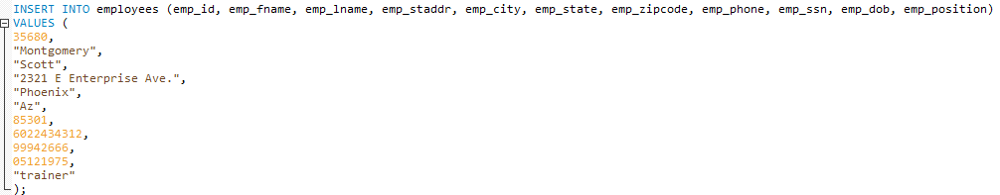 INSERT INTO employees (emp_id, emp_fname, emp_lname, emp_staddr, emp_city, emp_state, emp_zipcode, emp_phone, emp_ssn, emp_dob, emp_position)
VALUES (
35680,
"Montgomery",
"Scott",
"2321 E Enterprise Ave.",
"Phoenix",
"Az",
85301,
6022434312,
99942666,
05121975,
"trainer"
);